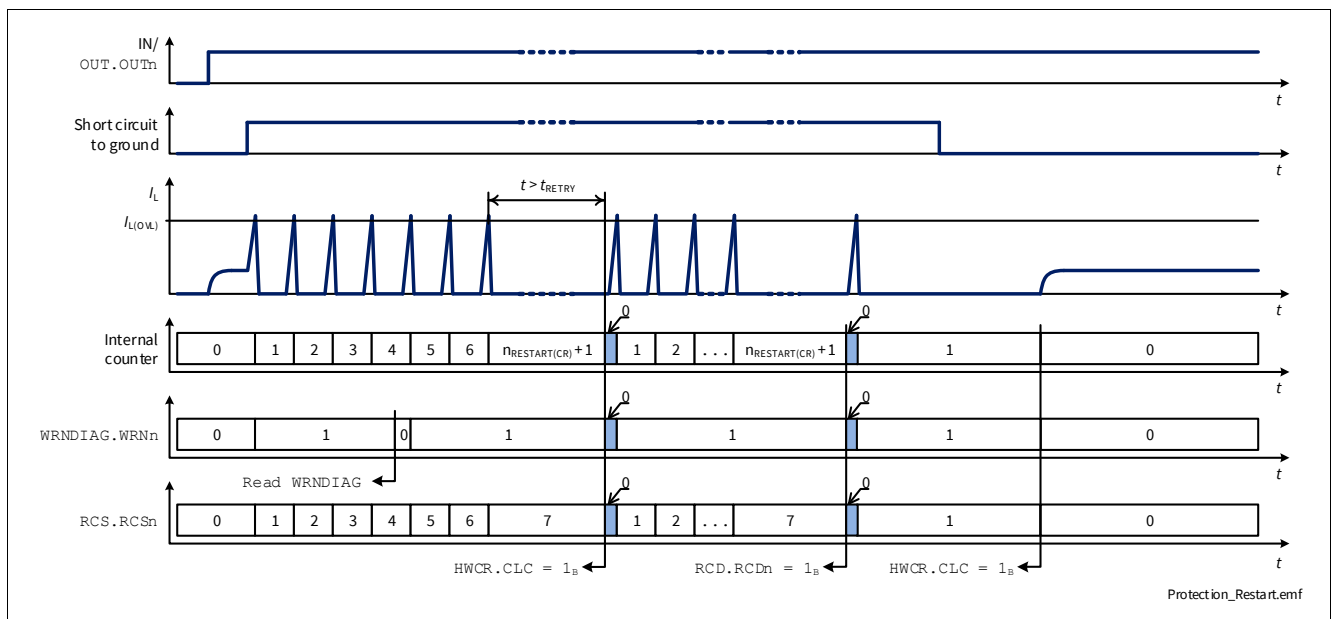 IN/
OUT.OUTn
t
Short circuit
to ground
t
t > tRETRY
IL
IL(OVL)
t
0
0
Internal
counter
0 1 2 3 4 5 6 nRESTART(CR)+1 1 2 ... nRESTART(CR)+1 1 0
t
0
0
WRNDIAG.WRNn
0 1 0 1 1 1 0
t
Read WRNDIAG
0
0
RCS.RCSn
0 1 2 3 4 5 6 7 1 2 ... 7 1 0
t
HWCR.CLC = 1B RCD.RCDn = 1B HWCR.CLC = 1B
Protection_Restart.emf